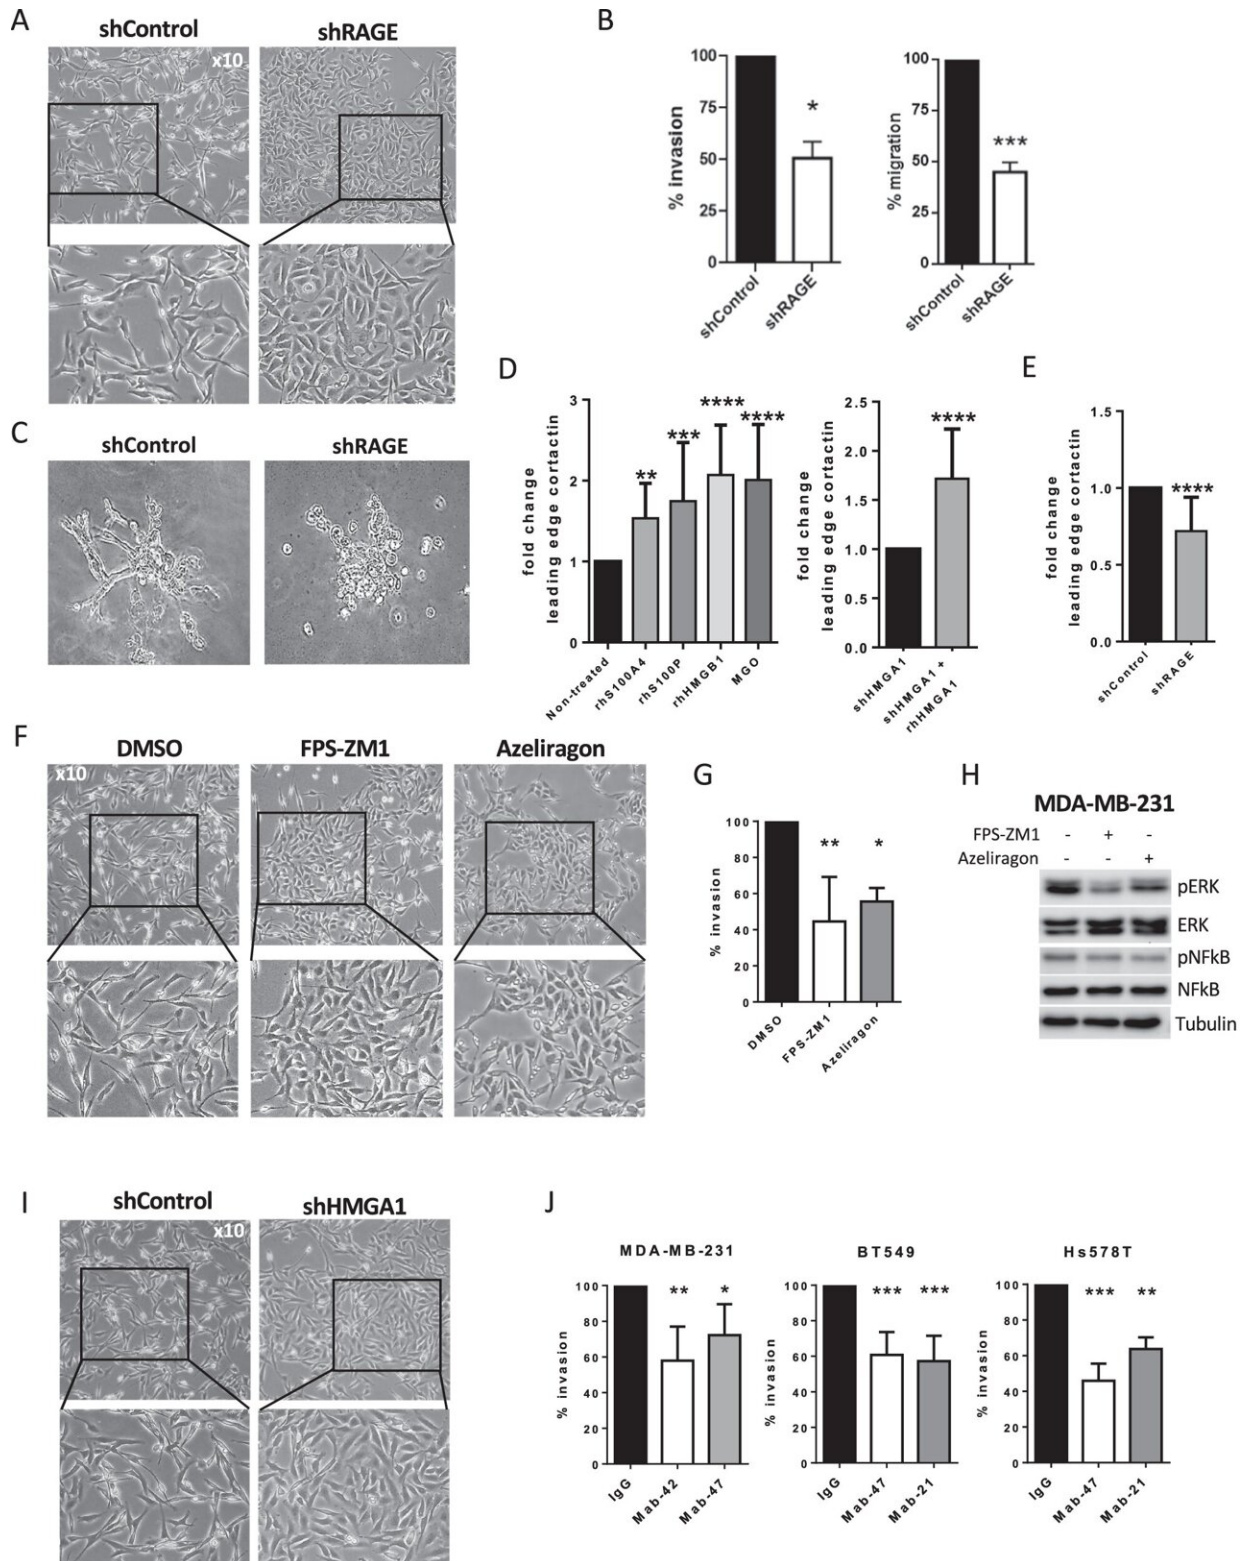 A
shControl
shRAGE
x10
B
% invasion
100
75
50
25
0
*
shControl
shRAGE
% migration
100
75
50
25
0
***
shControl
shRAGE
C
shControl
shRAGE
D
fold change
leading edge cortactin
3
2
1
0
**
***
****
****
Non-treated
rhS100A4
rhS100P
rhHMGB1
MGO
fold change
leading edge cortactin
2.5
2.0
1.5
1.0
0.5
0.0
****
shHMGA1
shHMGA1 +
rhHMGA1
E
fold change
leading edge cortactin
1.5
1.0
0.5
0.0
****
shControl
shRAGE
F
DMSO
FPS-ZM1
Azeliragon
x10
G
% invasion
100
80
60
40
20
0
**
*
DMSO
FPS-ZM1
Azeliragon
H
MDA-MB-231
FPS-ZM1 - + -
Azeliragon - - +
pERK
ERK
pNFkB
NFkB
Tubulin
I
shControl
shHMGA1
x10
J
MDA-MB-231
% invasion
100
80
60
40
20
0
**
*
IgG
Mab-42
Mab-47
BT549
% invasion
100
80
60
40
20
0
***
***
IgG
Mab-47
Mab-21
Hs578T
% invasion
100
80
60
40
20
0
***
**
IgG
Mab-47
Mab-21